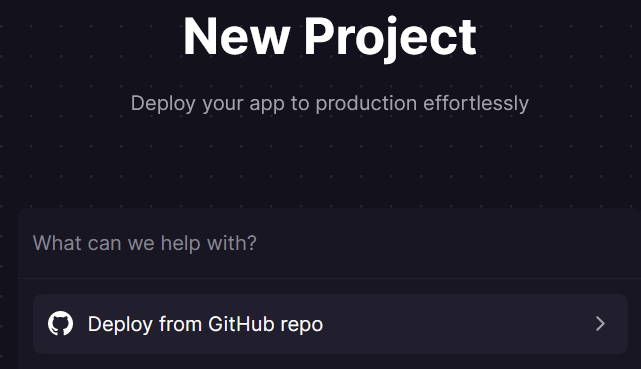 New Project
Deploy your app to production effortlessly
What can we help with?
Deploy from GitHub repo